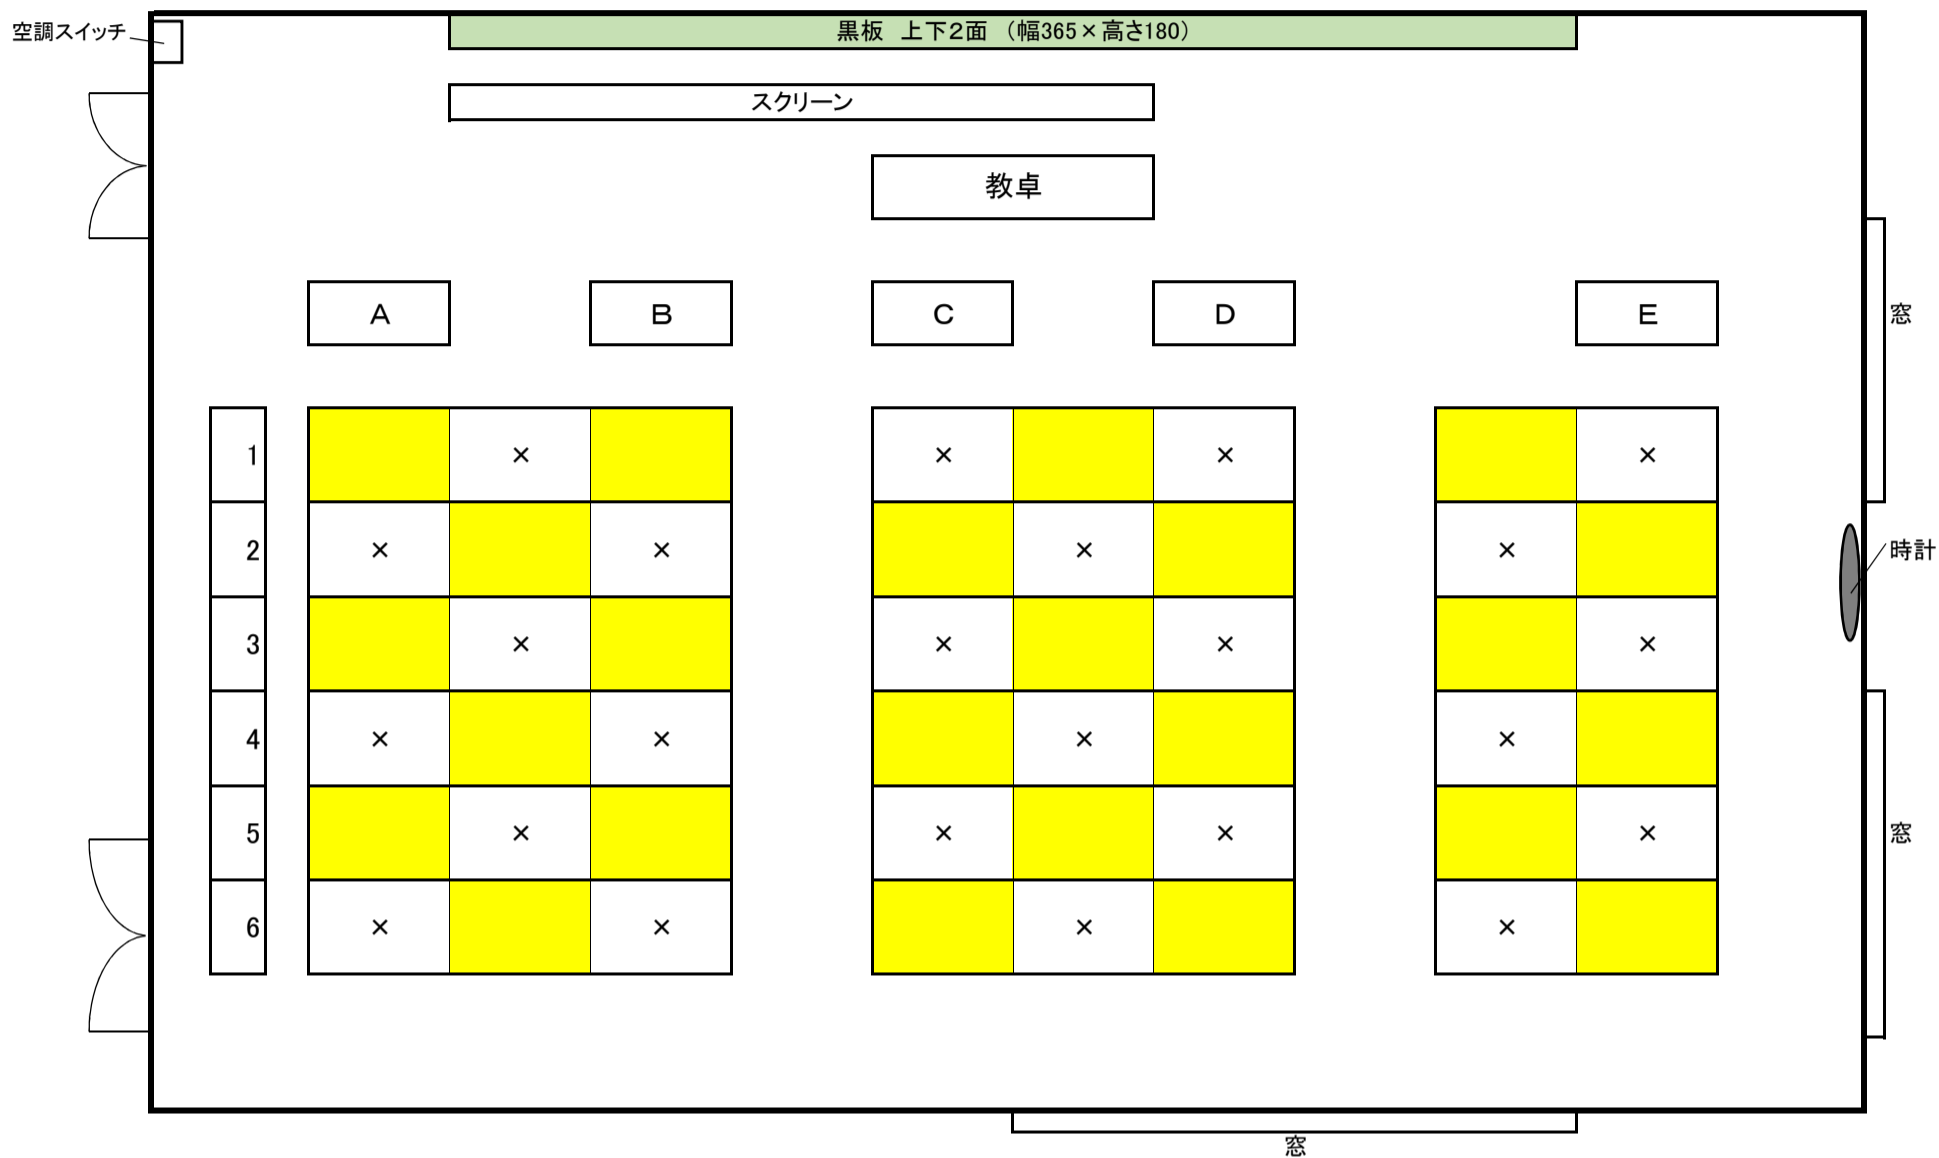 空調スイッチ
黒板　上下２面　（幅365×高さ180）
スクリーン
教卓
A B C D E
窓
1 × × × ×
2 × × × ×
時計
3 × × × ×
4 × × × ×
5 × × × ×
窓
6 × × × ×
窓